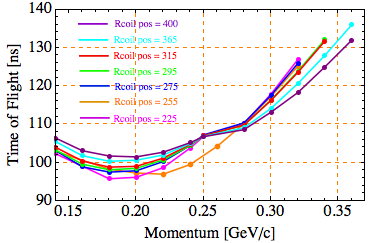 140
130
120
110
100
90
Time of Flight [ns]
Rcoil pos = 400
Rcoil pos = 365
Rcoil pos = 315
Rcoil pos = 295
Rcoil pos = 275
Rcoil pos = 255
Rcoil pos = 225
0.15 0.20 0.25 0.30 0.35
Momentum [GeV/c]